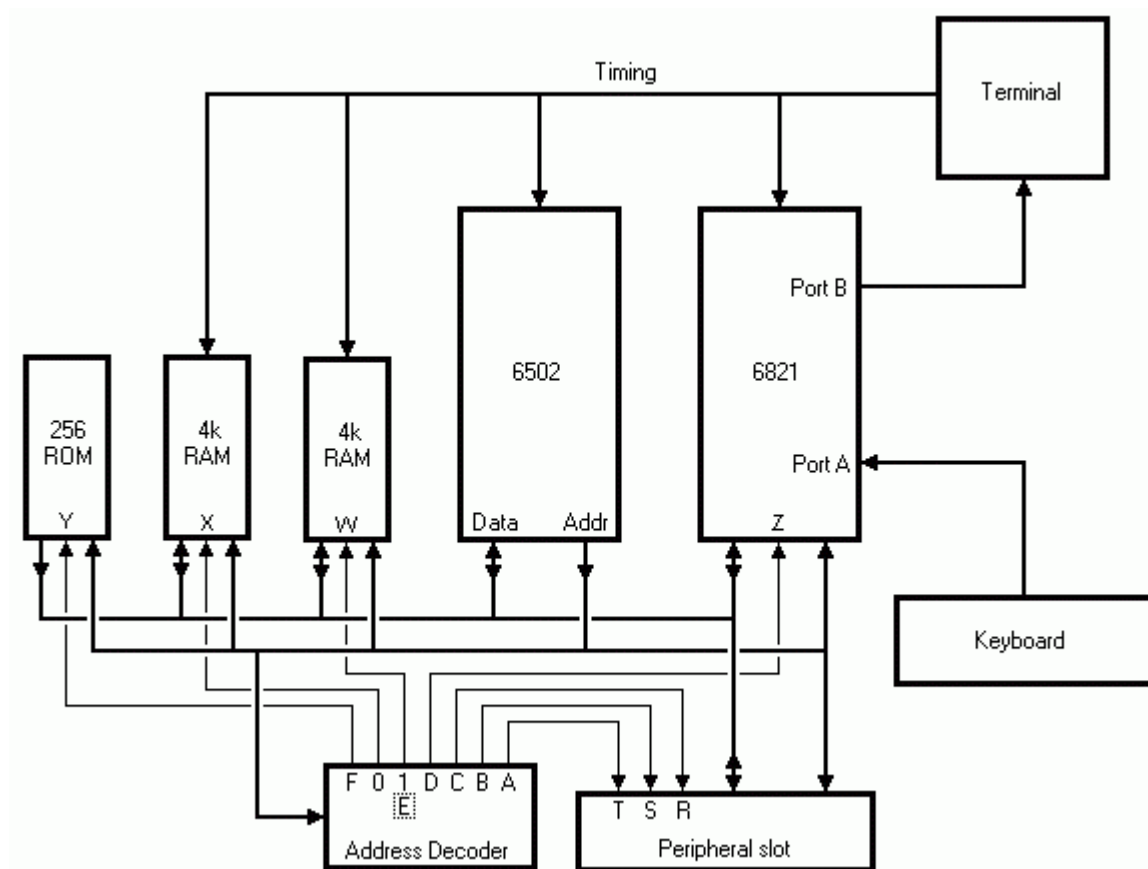 Timing
Terminal
Port B
6502
6821
256
ROM
4k
RAM
4k
RAM
Port A
Y
X
W
Data
Addr
Z
Keyboard
F 0 1 D C B A
E
Address Decoder
T S R
Peripheral slot